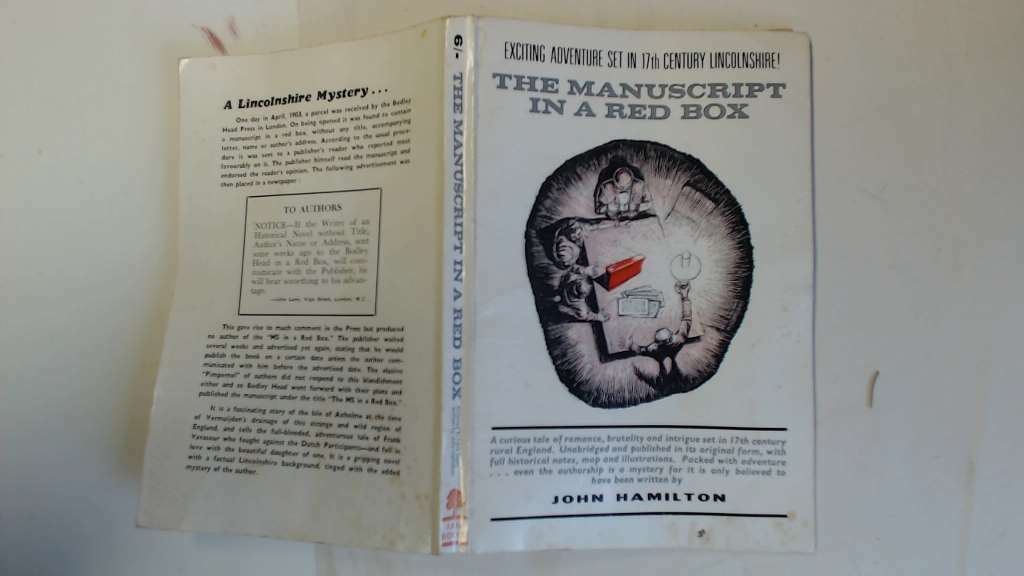 A Lincolnshire Mystery . . .
One day in April, 1903, a parcel was received by the Bodley
Head Press in London. On being opened it was found to contain
a manuscript in a red box, without any title, accompanying
letter, name or author's address. According to the usual proce-
dure it was sent to a publisher's reader who reported most
favourably on it. The publisher himself read the manuscript and
endorsed the reader's opinion. The following advertisement was
then placed in a newspaper :
TO AUTHORS
'NOTICE—If the Writer of an
Historical Novel without Title,
Author's Name or Address, sent
some weeks ago to the Bodley
Head in a Red Box, will com-
municate with the Publisher, he
will hear something to his advan-
tage.
—John Lane, Vigo Street, London, W.C.
This gave rise to much comment in the Press but produced
no author of the "MS in a Red Box." The publisher waited
several weeks and advertised yet again, stating that he would
publish the book on a certain date unless the author com-
municated with him before the advertised date. The elusive
"Pimpernel" of authors did not respond to this blandishment
either and so Bodley Head went forward with their plans and
published the manuscript under the title "The MS in a Red Box."
It is a fascinating story of the Isle of Axholme at the time
of Vermuijden's drainage of this strange and wild region of
England, and tells the full-blooded, adventurous tale of Frank
Vavasour who fought against the Dutch Participants—and fell in
love with the beautiful daughter of one. It is a gripping novel
with a factual Lincolnshire background, tinged with the added
mystery of the author.
6/- THE MANUSCRIPT IN A RED BOX
EXCITING ADVENTURE SET IN 17th CENTURY LINCOLNSHIRE!
THE MANUSCRIPT
IN A RED BOX
A curious tale of romance, brutality and intrigue set in 17th century
rural England. Unabridged and published in its original form, with
full historical notes, map and illustrations. Packed with adventure
. . . even the authorship is a mystery for it is only believed to
have been written by
JOHN HAMILTON